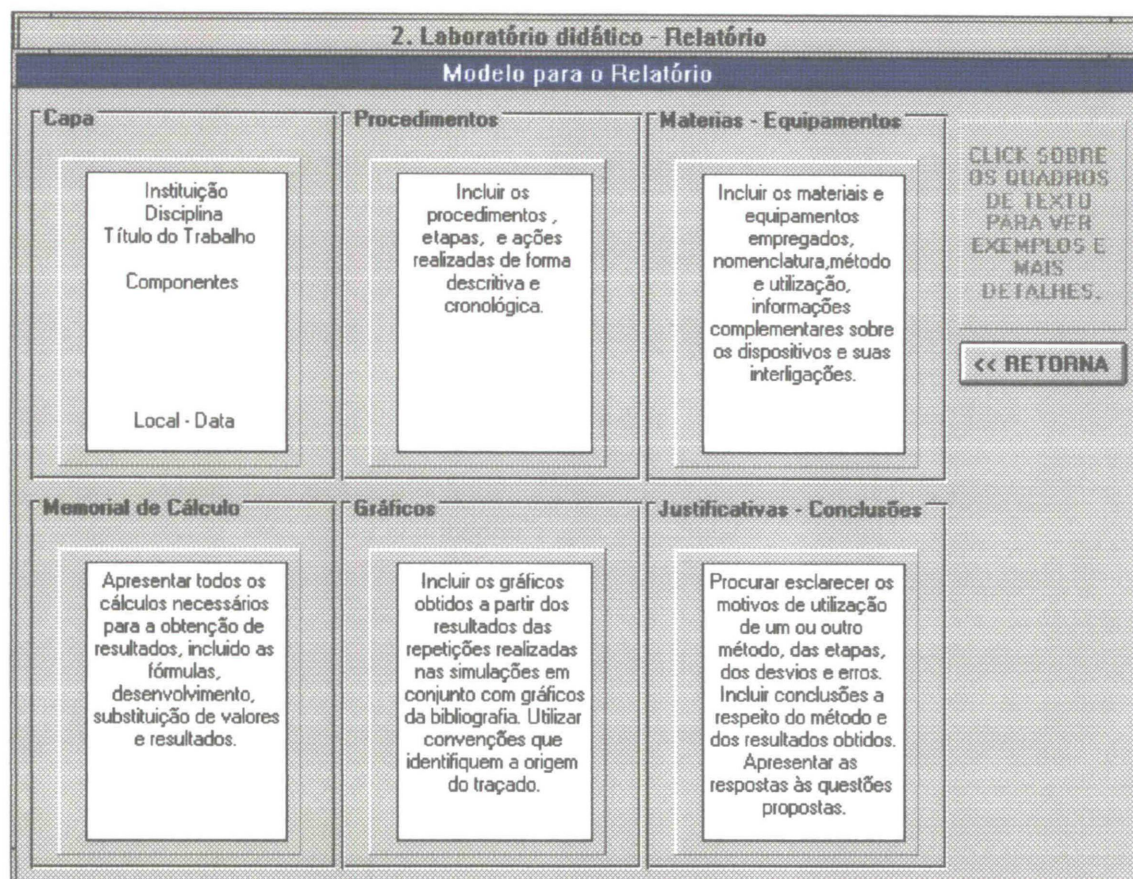 2. Laboratório didático - Relatório
Modelo para o Relatório
Capa
Instituição
Disciplina
Título do Trabalho
Componentes
Local - Data
Procedimentos
Incluir os
procedimentos ,
etapas, e ações
realizadas de forma
descritiva e
cronológica.
Materias - Equipamentos
Incluir os materiais e
equipamentos
empregados,
nomenclatura,método
e utilização,
informações
complementares sobre
os dispositivos e suas
interligações.
CLICK SOBRE
OS QUADROS
DE TEXTO
PARA VER
EXEMPLOS E
MAIS
DETALHES.
<< RETORNA
Memorial de Cálculo
Apresentar todos os
cálculos necessários
para a obtenção de
resultados, incluido as
fórmulas,
desenvolvimento,
substituição de valores
e resultados.
Gráficos
Incluir os gráficos
obtidos a partir dos
resultados das
repetições realizadas
nas simulações em
conjunto com gráficos
da bibliografia. Utilizar
convenções que
identifiquem a origem
do traçado.
Justificativas - Conclusões
Procurar esclarecer os
motivos de utilização
de um ou outro
método, das etapas,
dos desvios e erros.
Incluir conclusões a
respeito do método e
dos resultados obtidos.
Apresentar as
respostas às questões
propostas.